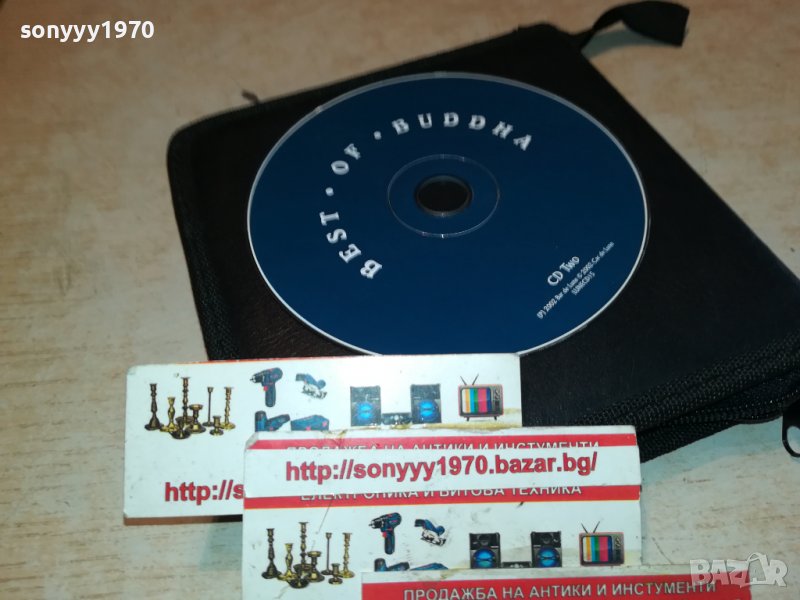 sonyyy1970
BEST · OF · BUDDHA
CD Two
ПРОДАЖБА НА АНТИКИ И ИНСТУМЕНТИ
http://s
http://sonyyy1970.bazar.bg/
ЕЛЕКТРОНИКА И БИТОВА ТЕХНИКА
ПРОДАЖБА НА АНТИКИ И ИНСТУМЕНТИ
bazar